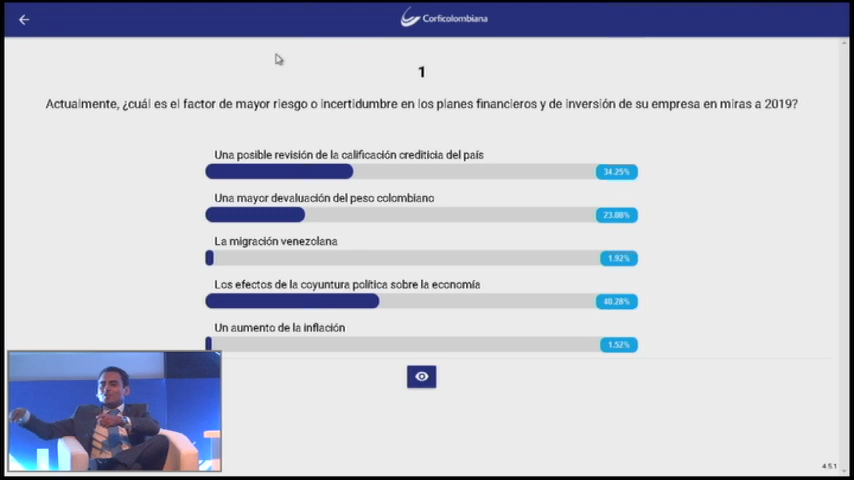 Corficolombiana
1
Actualmente, ¿cuál es el factor de mayor riesgo o incertidumbre en los planes financieros y de inversión de su empresa en miras a 2019?
Una posible revisión de la calificación crediticia del país
34.25%
Una mayor devaluación del peso colombiano
23.08%
La migración venezolana
1.92%
Los efectos de la coyuntura política sobre la economía
40.28%
Un aumento de la inflación
1.52%
4.5.1